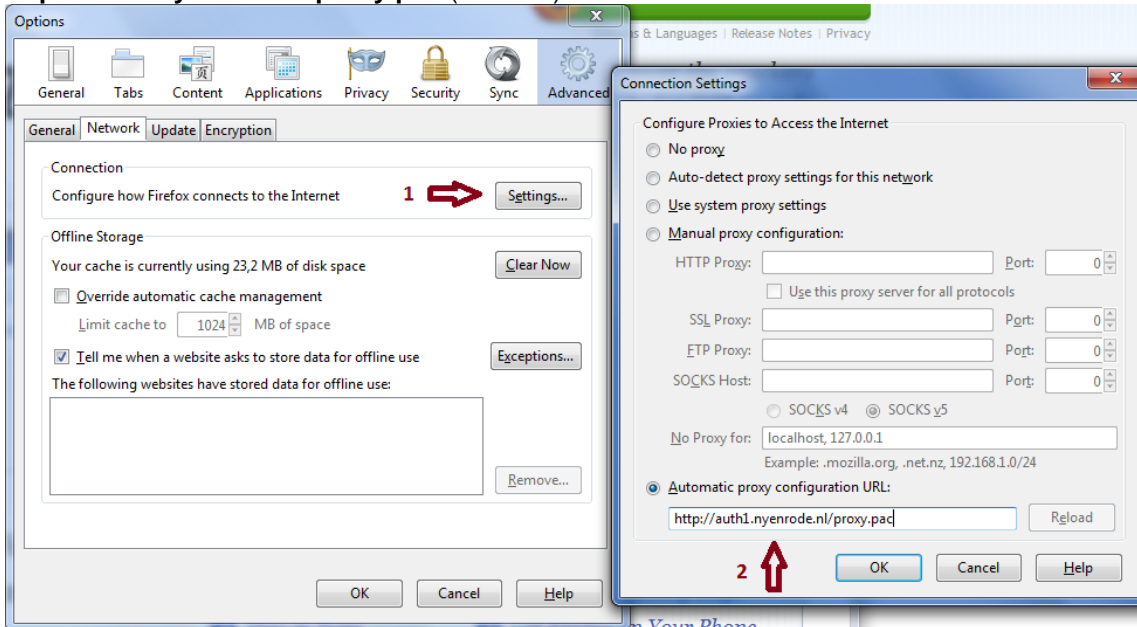 Options
General Tabs Content Applications Privacy Security Sync Advanced
General Network Update Encryption
Connection
Configure how Firefox connects to the Internet 1 Settings...
Offline Storage
Your cache is currently using 23,2 MB of disk space Clear Now
Override automatic cache management
Limit cache to 1024 MB of space
Tell me when a website asks to store data for offline use Exceptions...
The following websites have stored data for offline use:
Remove...
OK Cancel Help
& Languages | Release Notes | Privacy
Connection Settings
Configure Proxies to Access the Internet
No proxy
Auto-detect proxy settings for this network
Use system proxy settings
Manual proxy configuration:
HTTP Proxy: Port: 0
Use this proxy server for all protocols
SSL Proxy: Port: 0
FTP Proxy: Port: 0
SOCKS Host: Port: 0
SOCKS v4 SOCKS v5
No Proxy for: localhost, 127.0.0.1
Example: .mozilla.org, .net.nz, 192.168.1.0/24
Automatic proxy configuration URL:
http://auth1.nyenrode.nl/proxy.pac Reload
2 OK Cancel Help
Your Phone